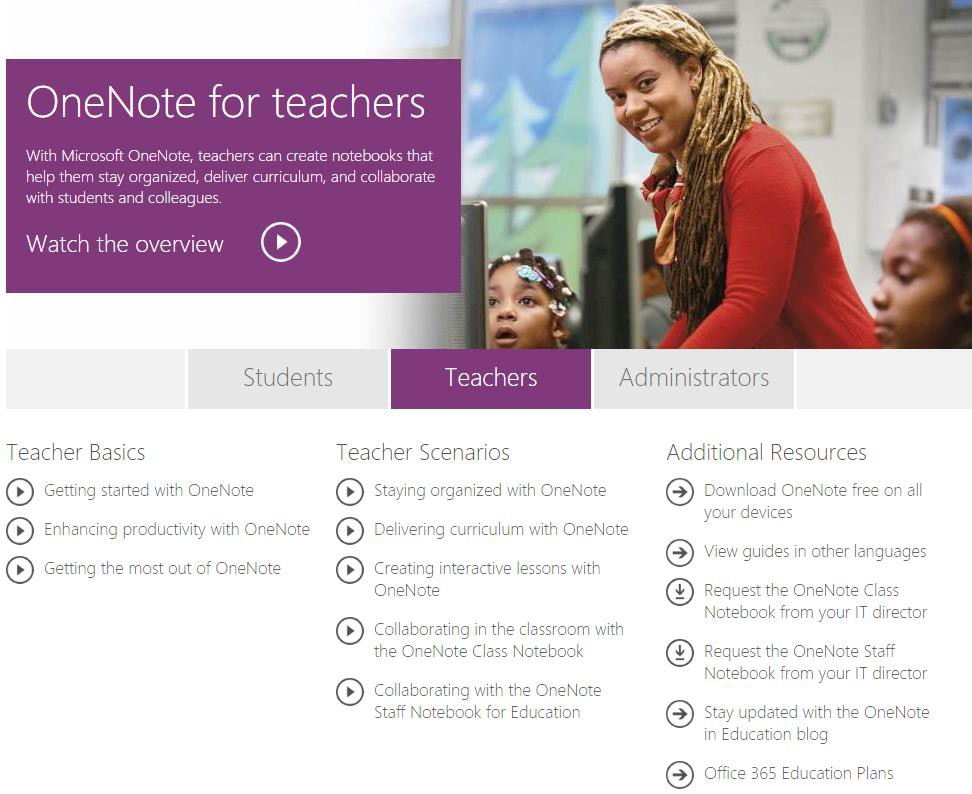 OneNote for teachers
With Microsoft OneNote, teachers can create notebooks that
help them stay organized, deliver curriculum, and collaborate
with students and colleagues.
Watch the overview
Students
Teachers
Administrators
Teacher Basics
Getting started with OneNote
Enhancing productivity with OneNote
Getting the most out of OneNote
Teacher Scenarios
Staying organized with OneNote
Delivering curriculum with OneNote
Creating interactive lessons with
OneNote
Collaborating in the classroom with
the OneNote Class Notebook
Collaborating with the OneNote
Staff Notebook for Education
Additional Resources
Download OneNote free on all
your devices
View guides in other languages
Request the OneNote Class
Notebook from your IT director
Request the OneNote Staff
Notebook from your IT director
Stay updated with the OneNote
in Education blog
Office 365 Education Plans